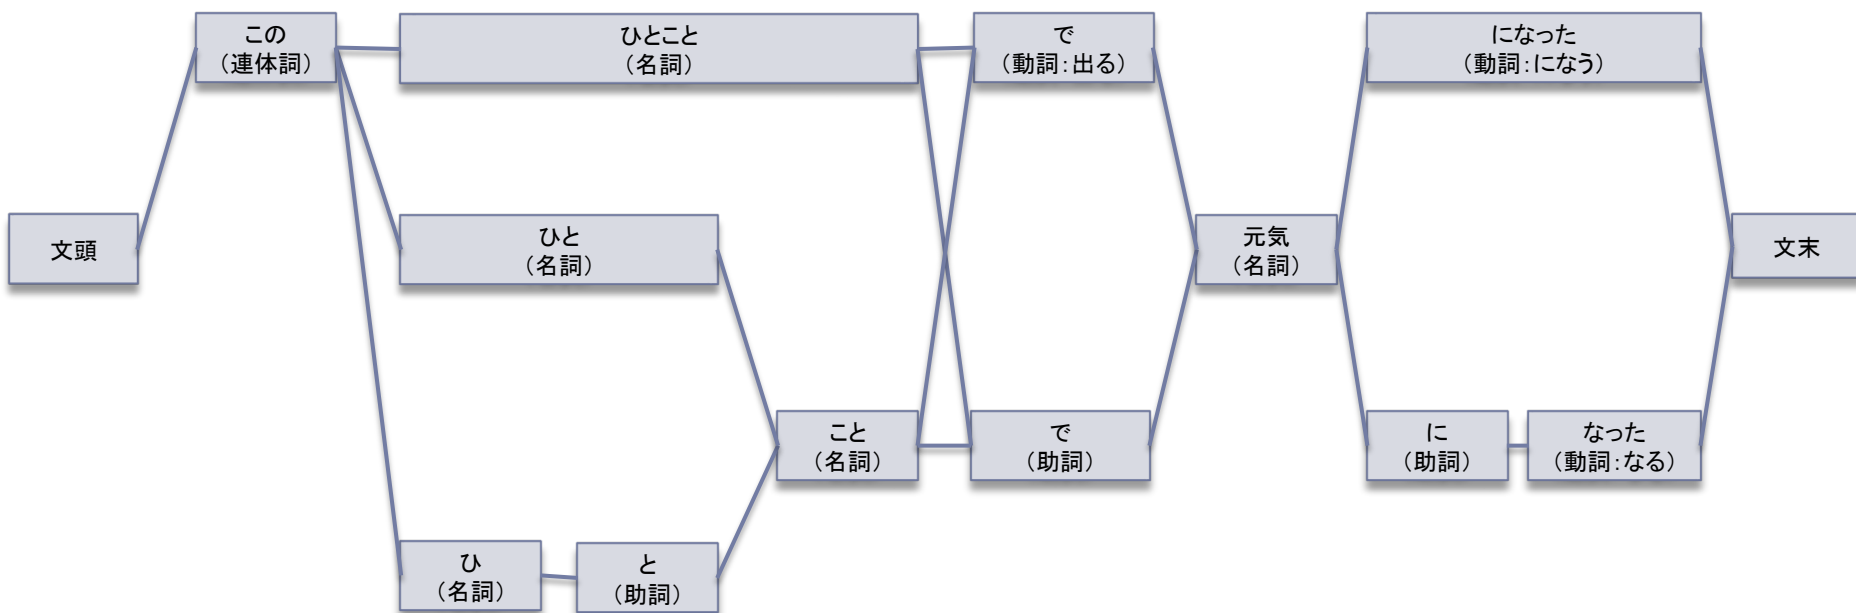 この
（連体詞）
ひとこと
（名詞）
で
（動詞：出る）
になった
（動詞：になう）
文頭
ひと
（名詞）
元気
（名詞）
文末
こと
（名詞）
で
（助詞）
に
（助詞）
なった
（動詞：なる）
ひ
（名詞）
と
（助詞）